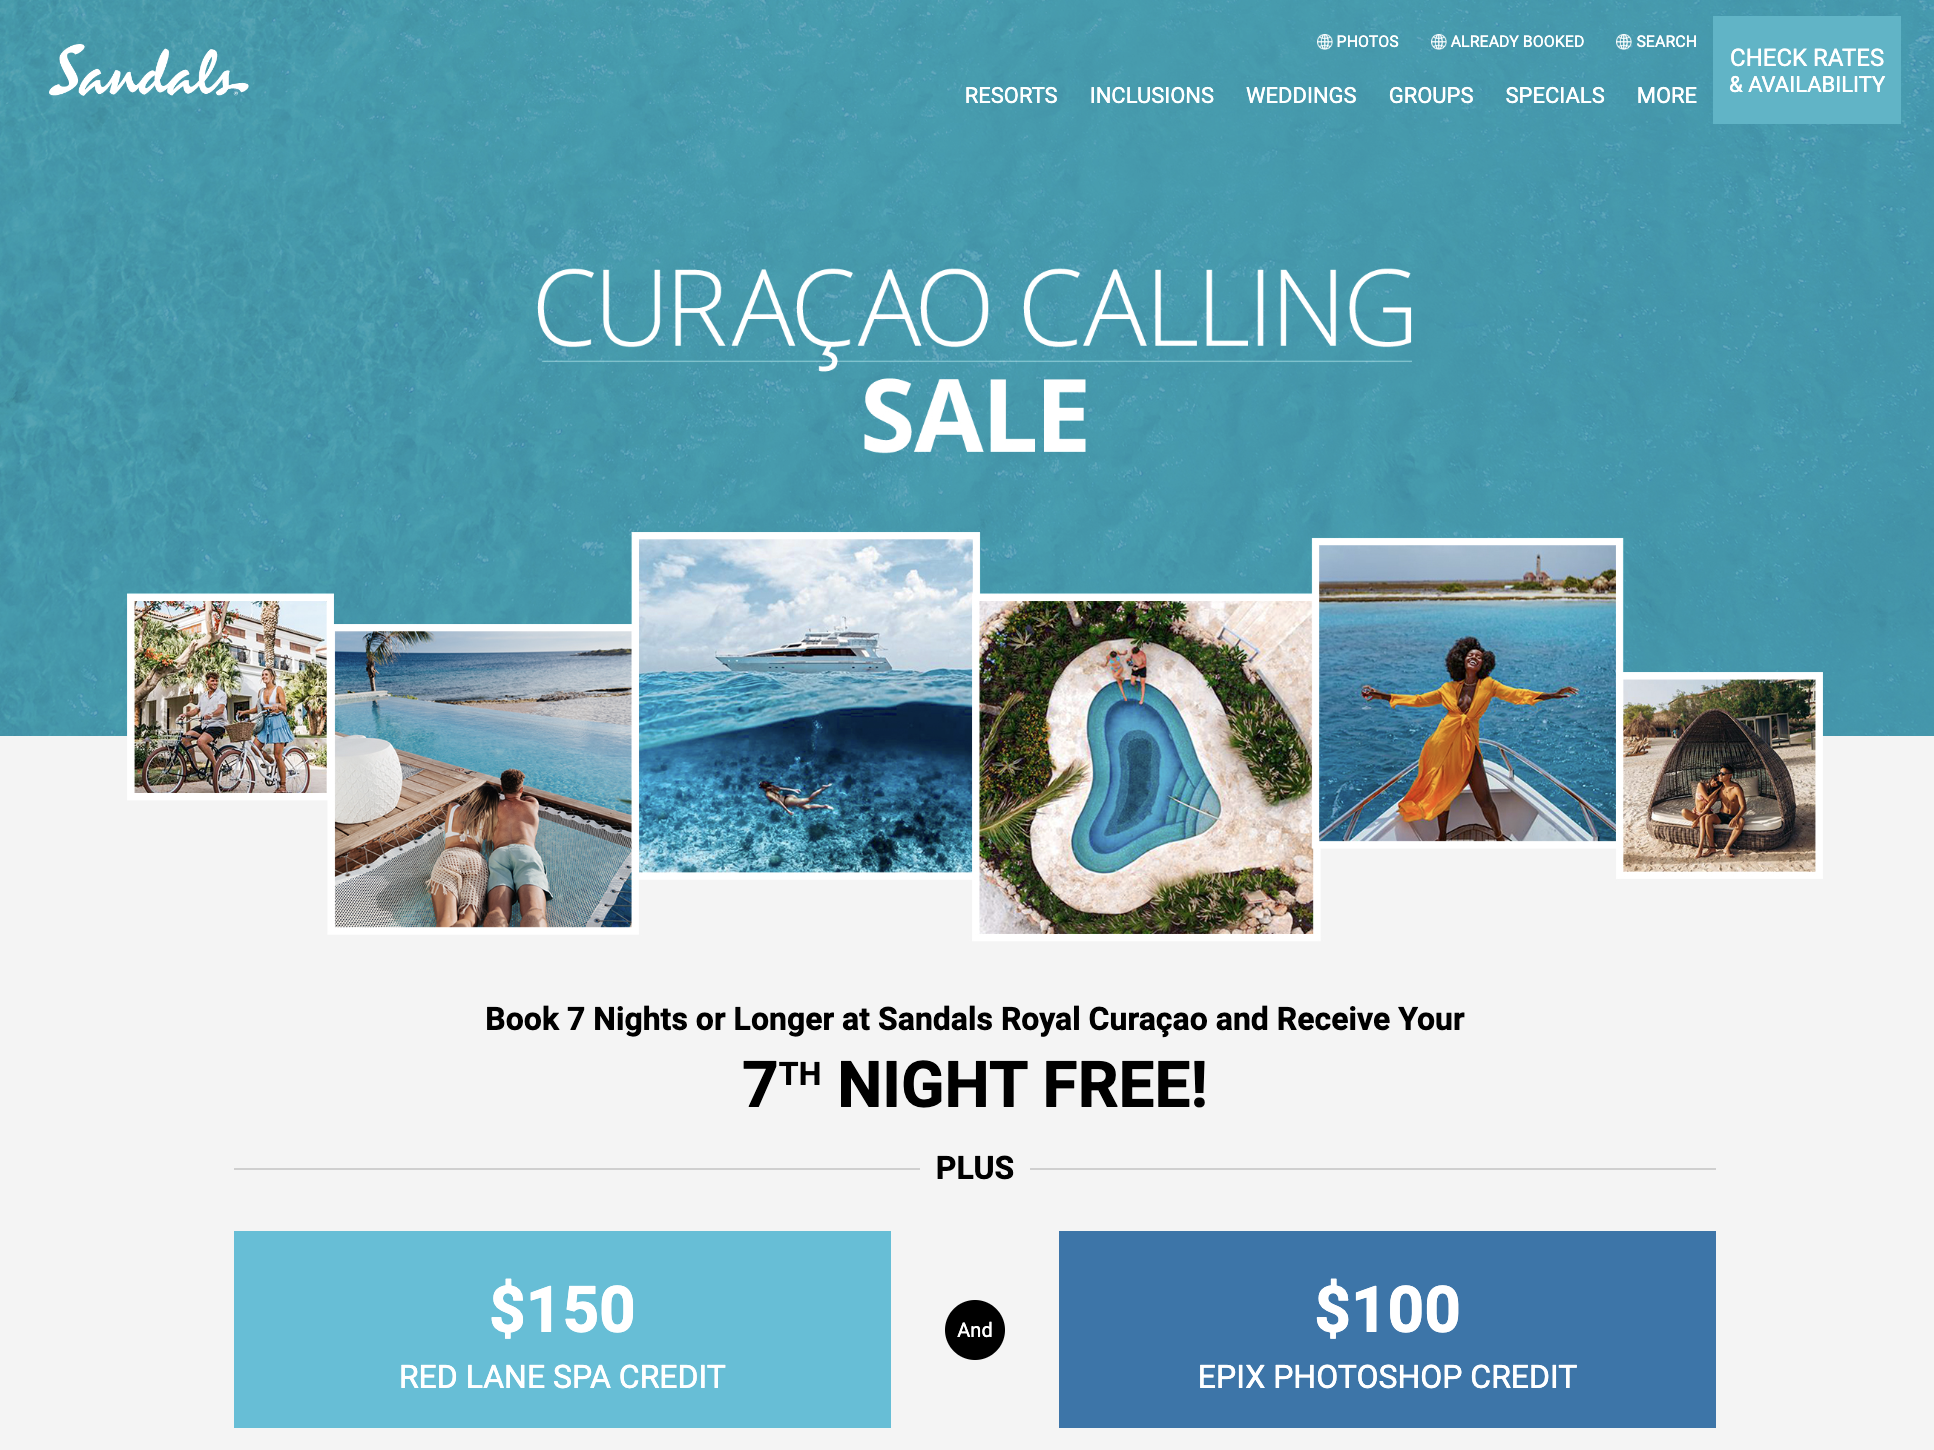 Sandals
PHOTOS
ALREADY BOOKED
SEARCH
RESORTS
INCLUSIONS
WEDDINGS
GROUPS
SPECIALS
MORE
CHECK RATES
& AVAILABILITY
CURAÇAO CALLING
SALE
Book 7 Nights or Longer at Sandals Royal Curaçao and Receive Your
7TH NIGHT FREE!
PLUS
$150
RED LANE SPA CREDIT
And
$100
EPIX PHOTOSHOP CREDIT